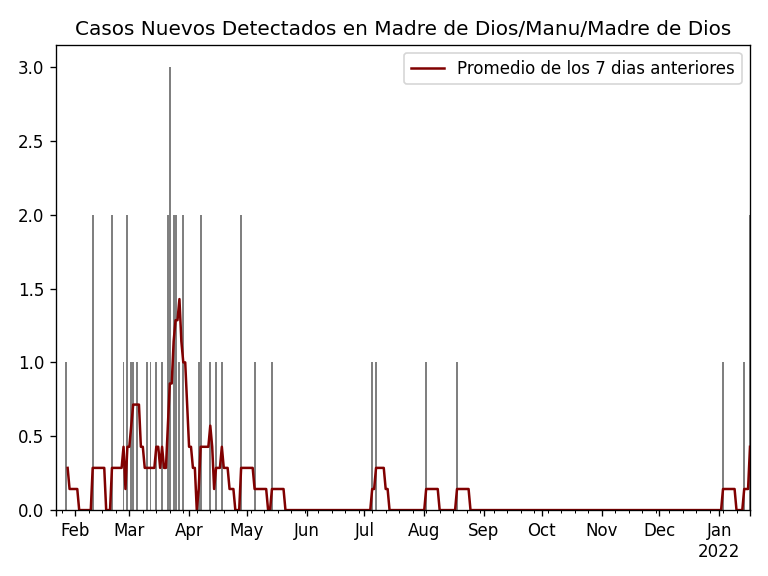 Casos Nuevos Detectados en Madre de Dios/Manu/Madre de Dios
Promedio de los 7 dias anteriores
3.0
2.5
2.0
1.5
1.0
0.5
0.0
Feb Mar Apr May Jun Jul Aug Sep Oct Nov Dec Jan
2022